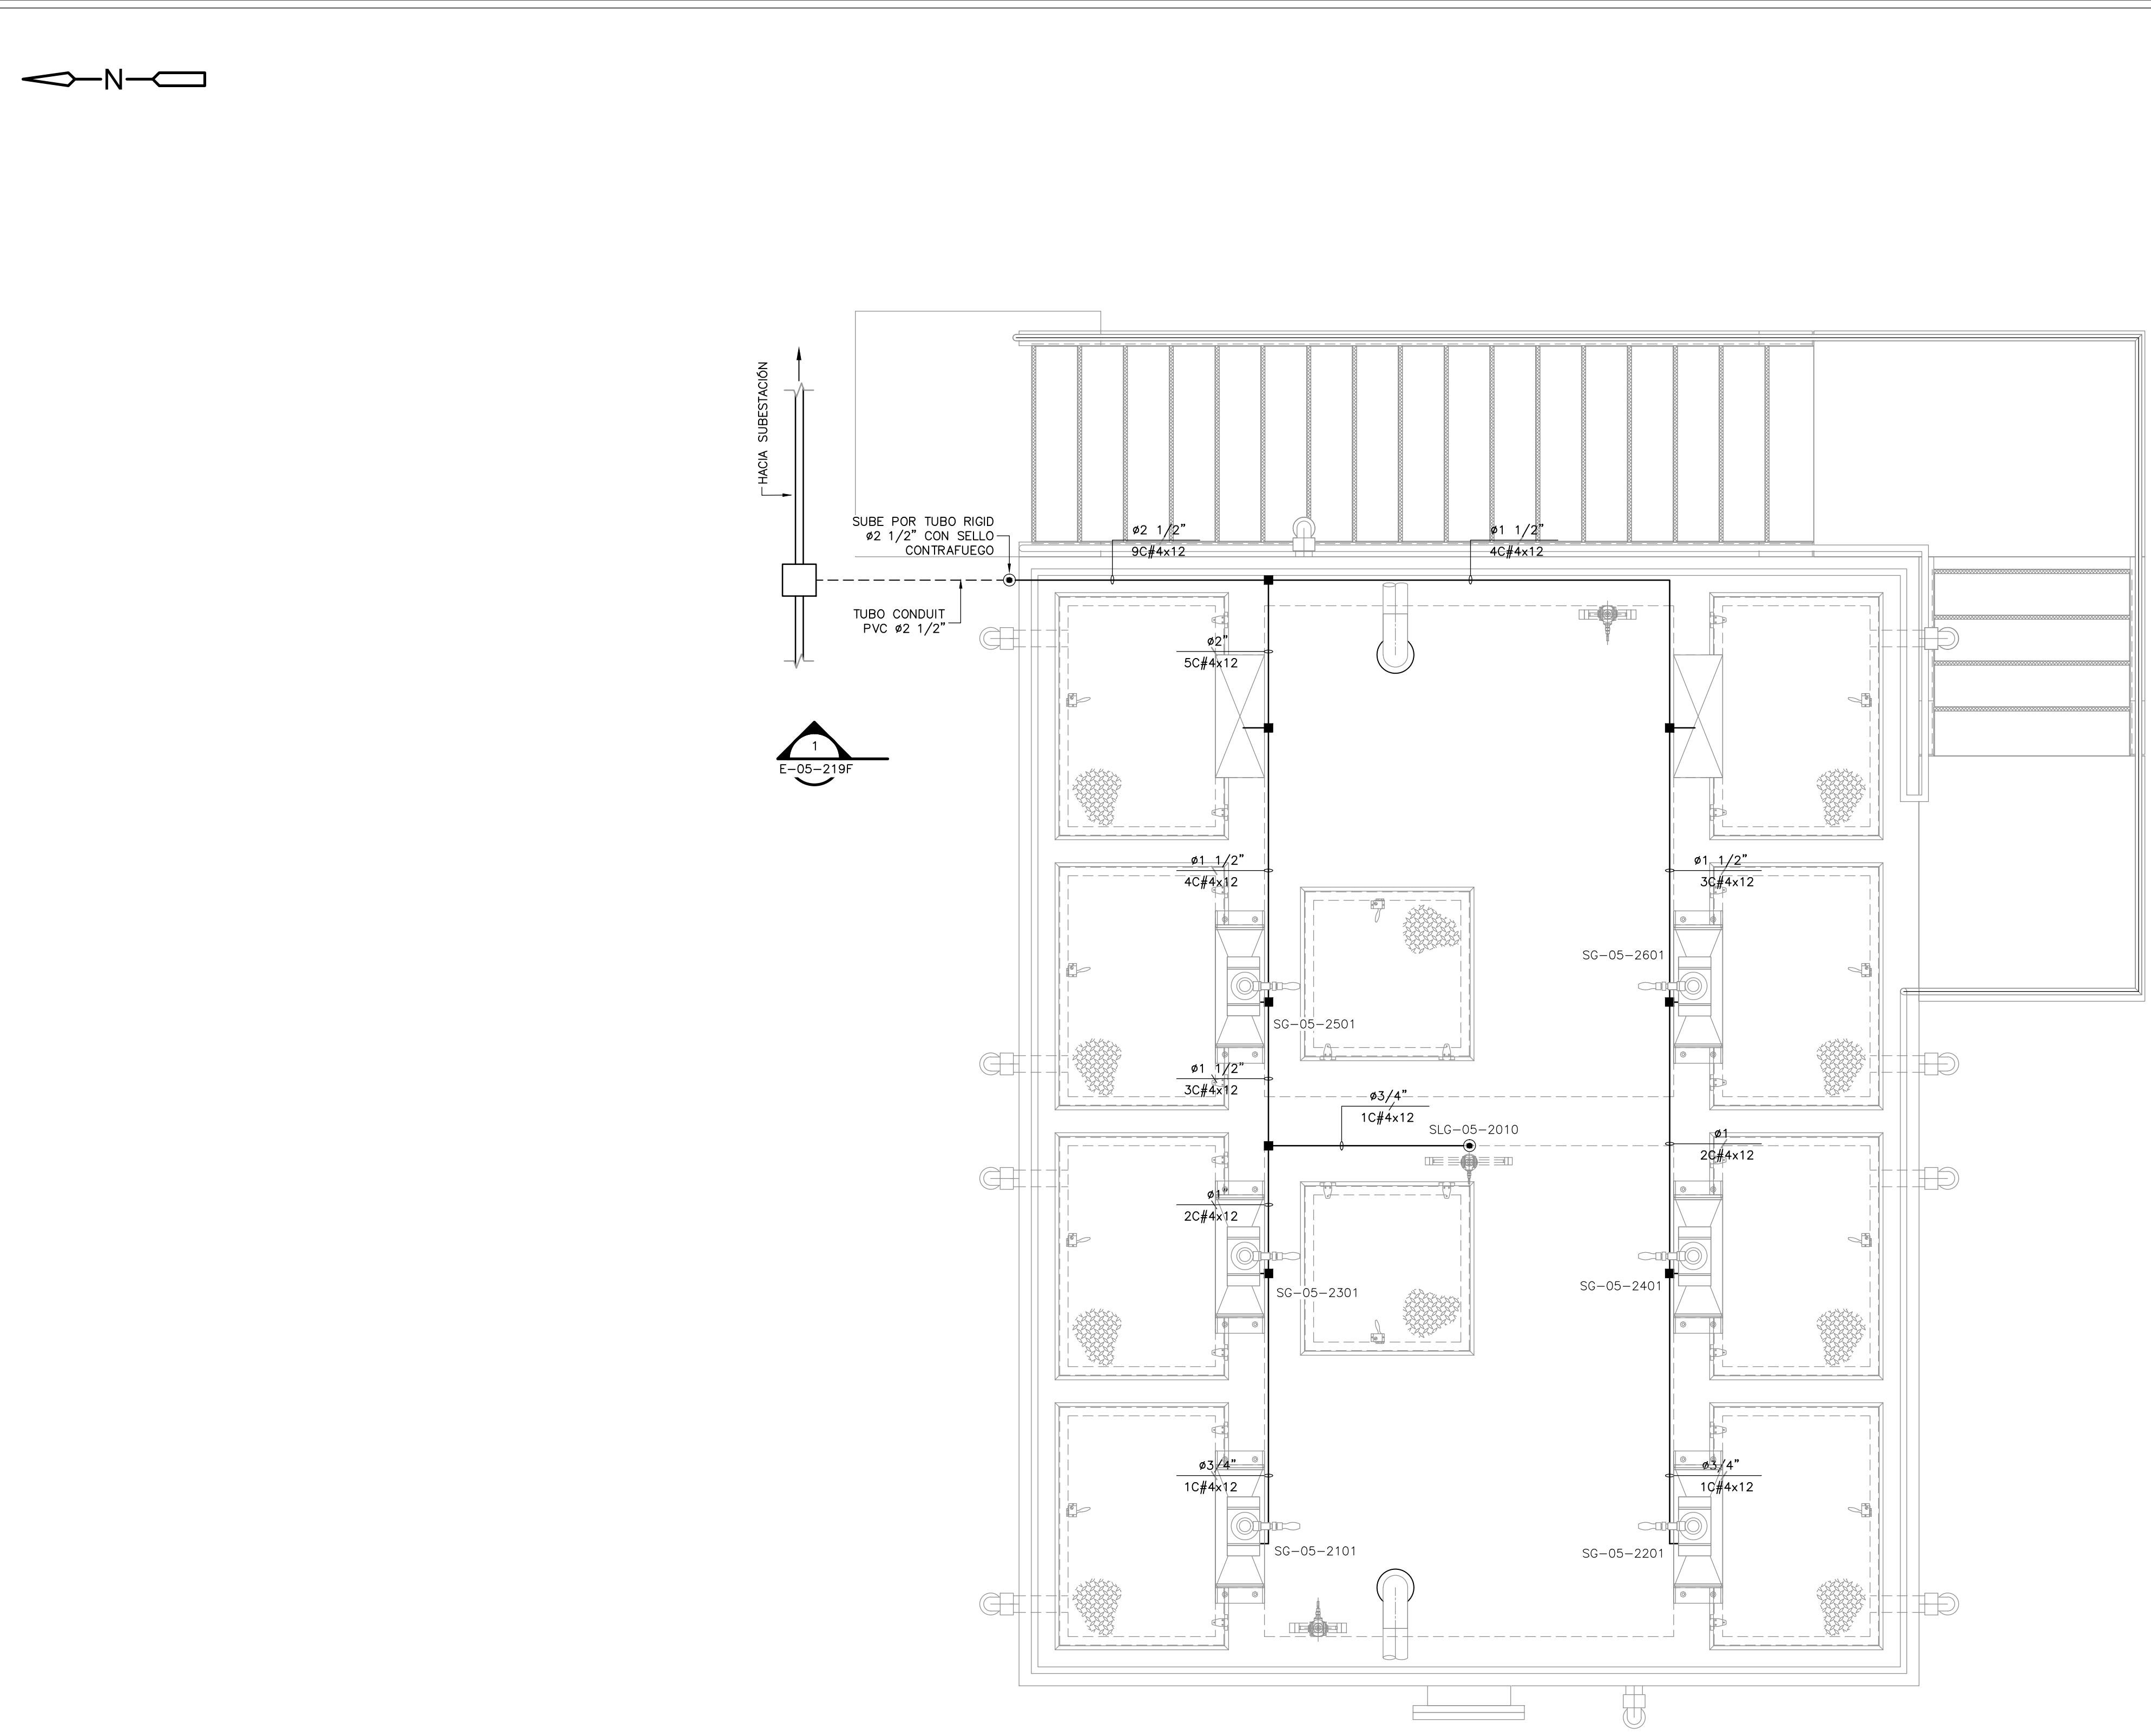 N
HACIA SUBESTACIÓN
SUBE POR TUBO RIGID
ø2 1/2" CON SELLO
CONTRAFUEGO
ø2 1/2"
9C#4x12
ø1 1/2"
4C#4x12
TUBO CONDUIT
PVC ø2 1/2"
ø2"
5C#4x12
1
E-05-219F
ø1 1/2"
4C#4x12
ø1 1/2"
3C#4x12
SG-05-2601
SG-05-2501
ø1 1/2"
3C#4x12
ø3/4"
1C#4x12
SLG-05-2010
ø1
2C#4x12
ø1"
2C#4x12
SG-05-2301
SG-05-2401
ø3/4"
1C#4x12
ø3/4"
1C#4x12
SG-05-2101
SG-05-2201